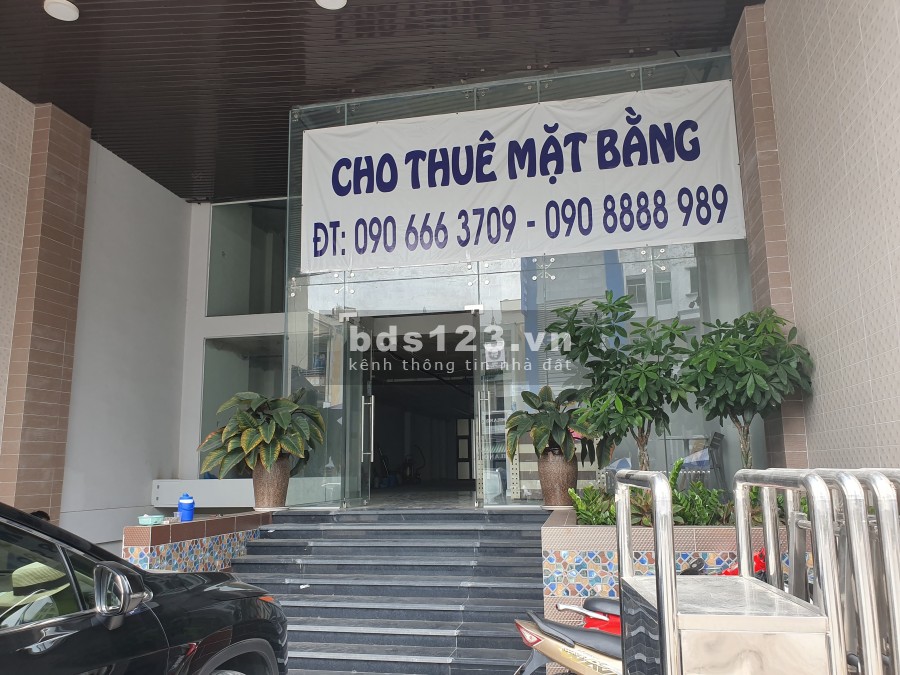 CHO THUÊ MẶT BẰNG
ĐT: 090 666 3709 - 090 8888 989
bds123.vn
kênh thông tin nhà đất